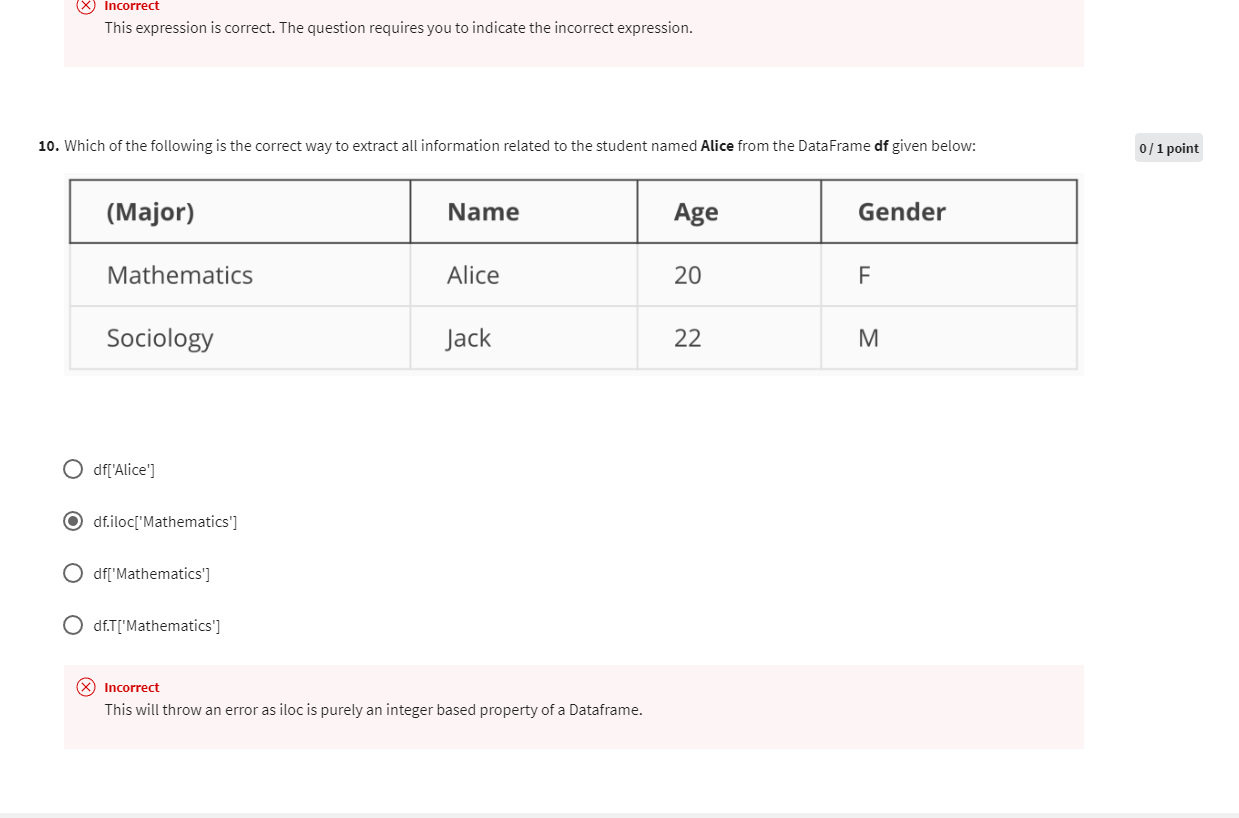 Incorrect
This expression is correct. The question requires you to indicate the incorrect expression.
10. Which of the following is the correct way to extract all information related to the student named Alice from the DataFrame df given below:
0 / 1 point
(Major) Name Age Gender
Mathematics Alice 20 F
Sociology Jack 22 M
df['Alice']
df.iloc['Mathematics']
df['Mathematics']
df.T['Mathematics']
Incorrect
This will throw an error as iloc is purely an integer based property of a Dataframe.